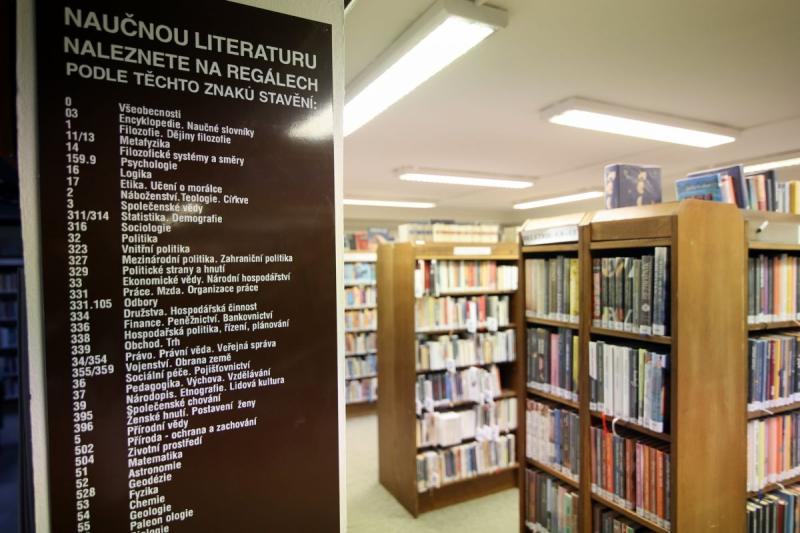 NAUČNOU LITERATURU
NALEZNETE NA REGÁLECH
PODLE TĚCHTO ZNAKŮ STAVĚNÍ:
0 Všeobecnosti
03 Encyklopedie. Naučné slovníky
1 Filozofie. Dějiny filozofie
11/13 Metafyzika
14 Filozofické systémy a směry
159.9 Psychologie
16 Logika
17 Etika. Učení o morálce
2 Náboženství.Teologie. Církve
3 Společenské vědy
311/314 Statistika. Demografie
316 Sociologie
32 Politika
323 Vnitřní politika
327 Mezinárodní politika. Zahraniční politika
329 Politické strany a hnutí
33 Ekonomické vědy. Národní hospodářství
331 Práce. Mzda. Organizace práce
331.105 Odbory
334 Družstva. Hospodářská činnost
336 Finance. Peněžnictví. Bankovnictví
338 Hospodářská politika, řízení, plánování
339 Obchod. Trh
34/354 Právo. Právní věda. Veřejná správa
355/359 Vojenství. Obrana země
36 Sociální péče. Pojišťovnictví
37 Pedagogika. Výchova. Vzdělávání
39 Národopis. Etnografie. Lidová kultura
395 Společenské chování
396 Ženské hnutí. Postavení ženy
5 Přírodní vědy
502 Příroda - ochrana a zachování
504 Životní prostředí
51 Matematika
52 Astronomie
528 Geodézie
53 Fyzika
54 Chemie
55 Geologie
Paleon ologie